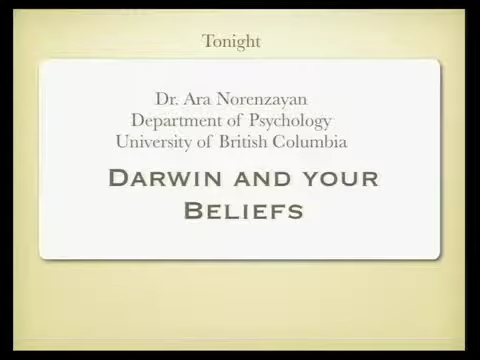 Tonight
Dr. Ara Norenzayan
Department of Psychology
University of British Columbia
DARWIN AND YOUR
BELIEFS